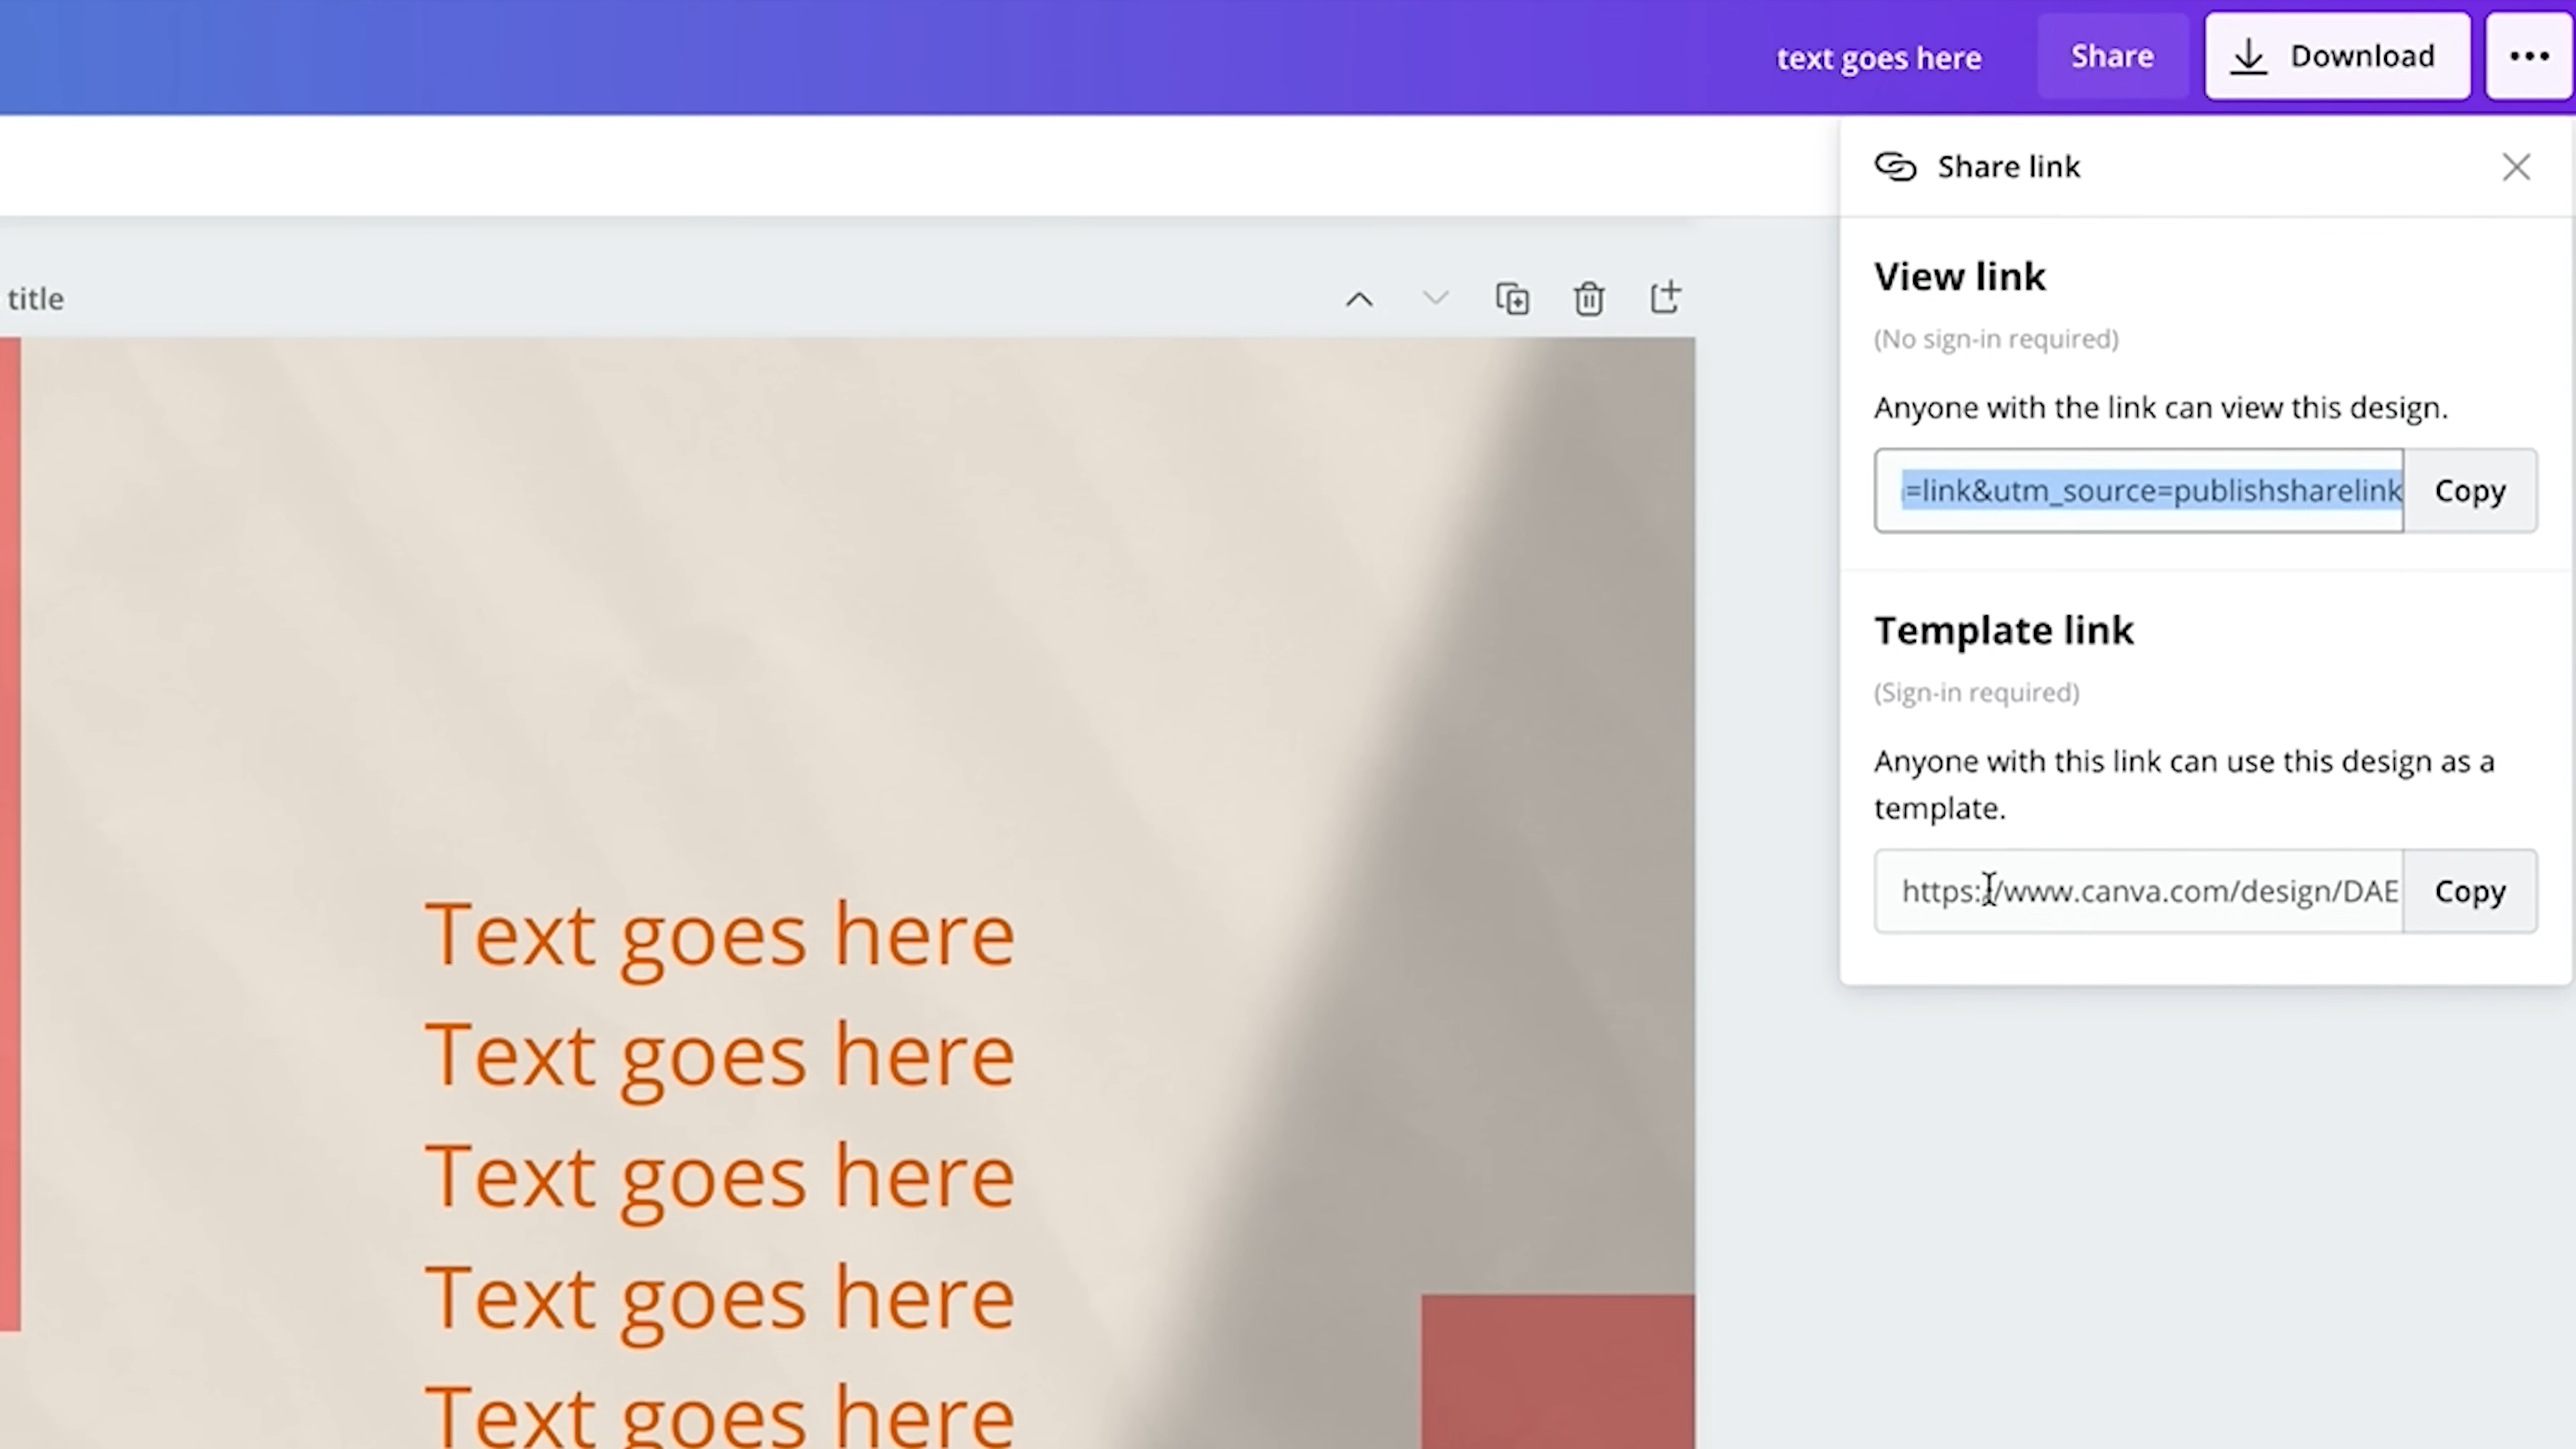 text goes here
Share
Download
Share link
title
View link
(No sign-in required)
Anyone with the link can view this design.
=link&utm_source=publishsharelink
Copy
Template link
(Sign-in required)
Anyone with this link can use this design as a
template.
https://www.canva.com/design/DAE
Copy
Text goes here
Text goes here
Text goes here
Text goes here
Text goes here